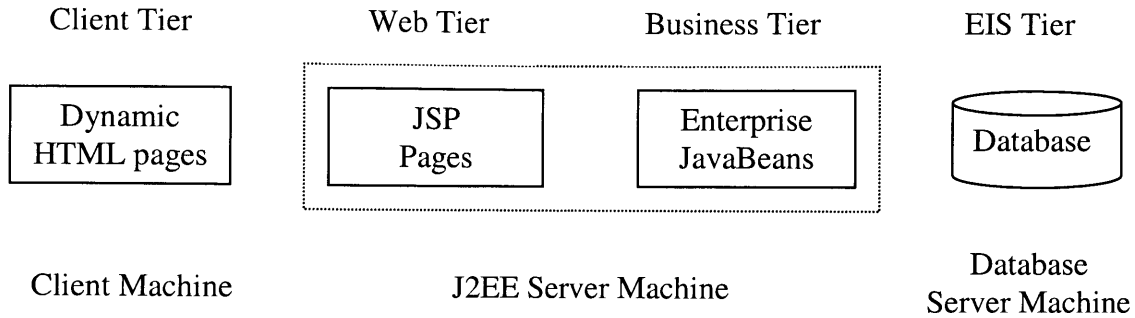 Client Tier
Web Tier
Business Tier
EIS Tier
Dynamic
HTML pages
JSP
Pages
Enterprise
JavaBeans
Database
Client Machine
J2EE Server Machine
Database
Server Machine